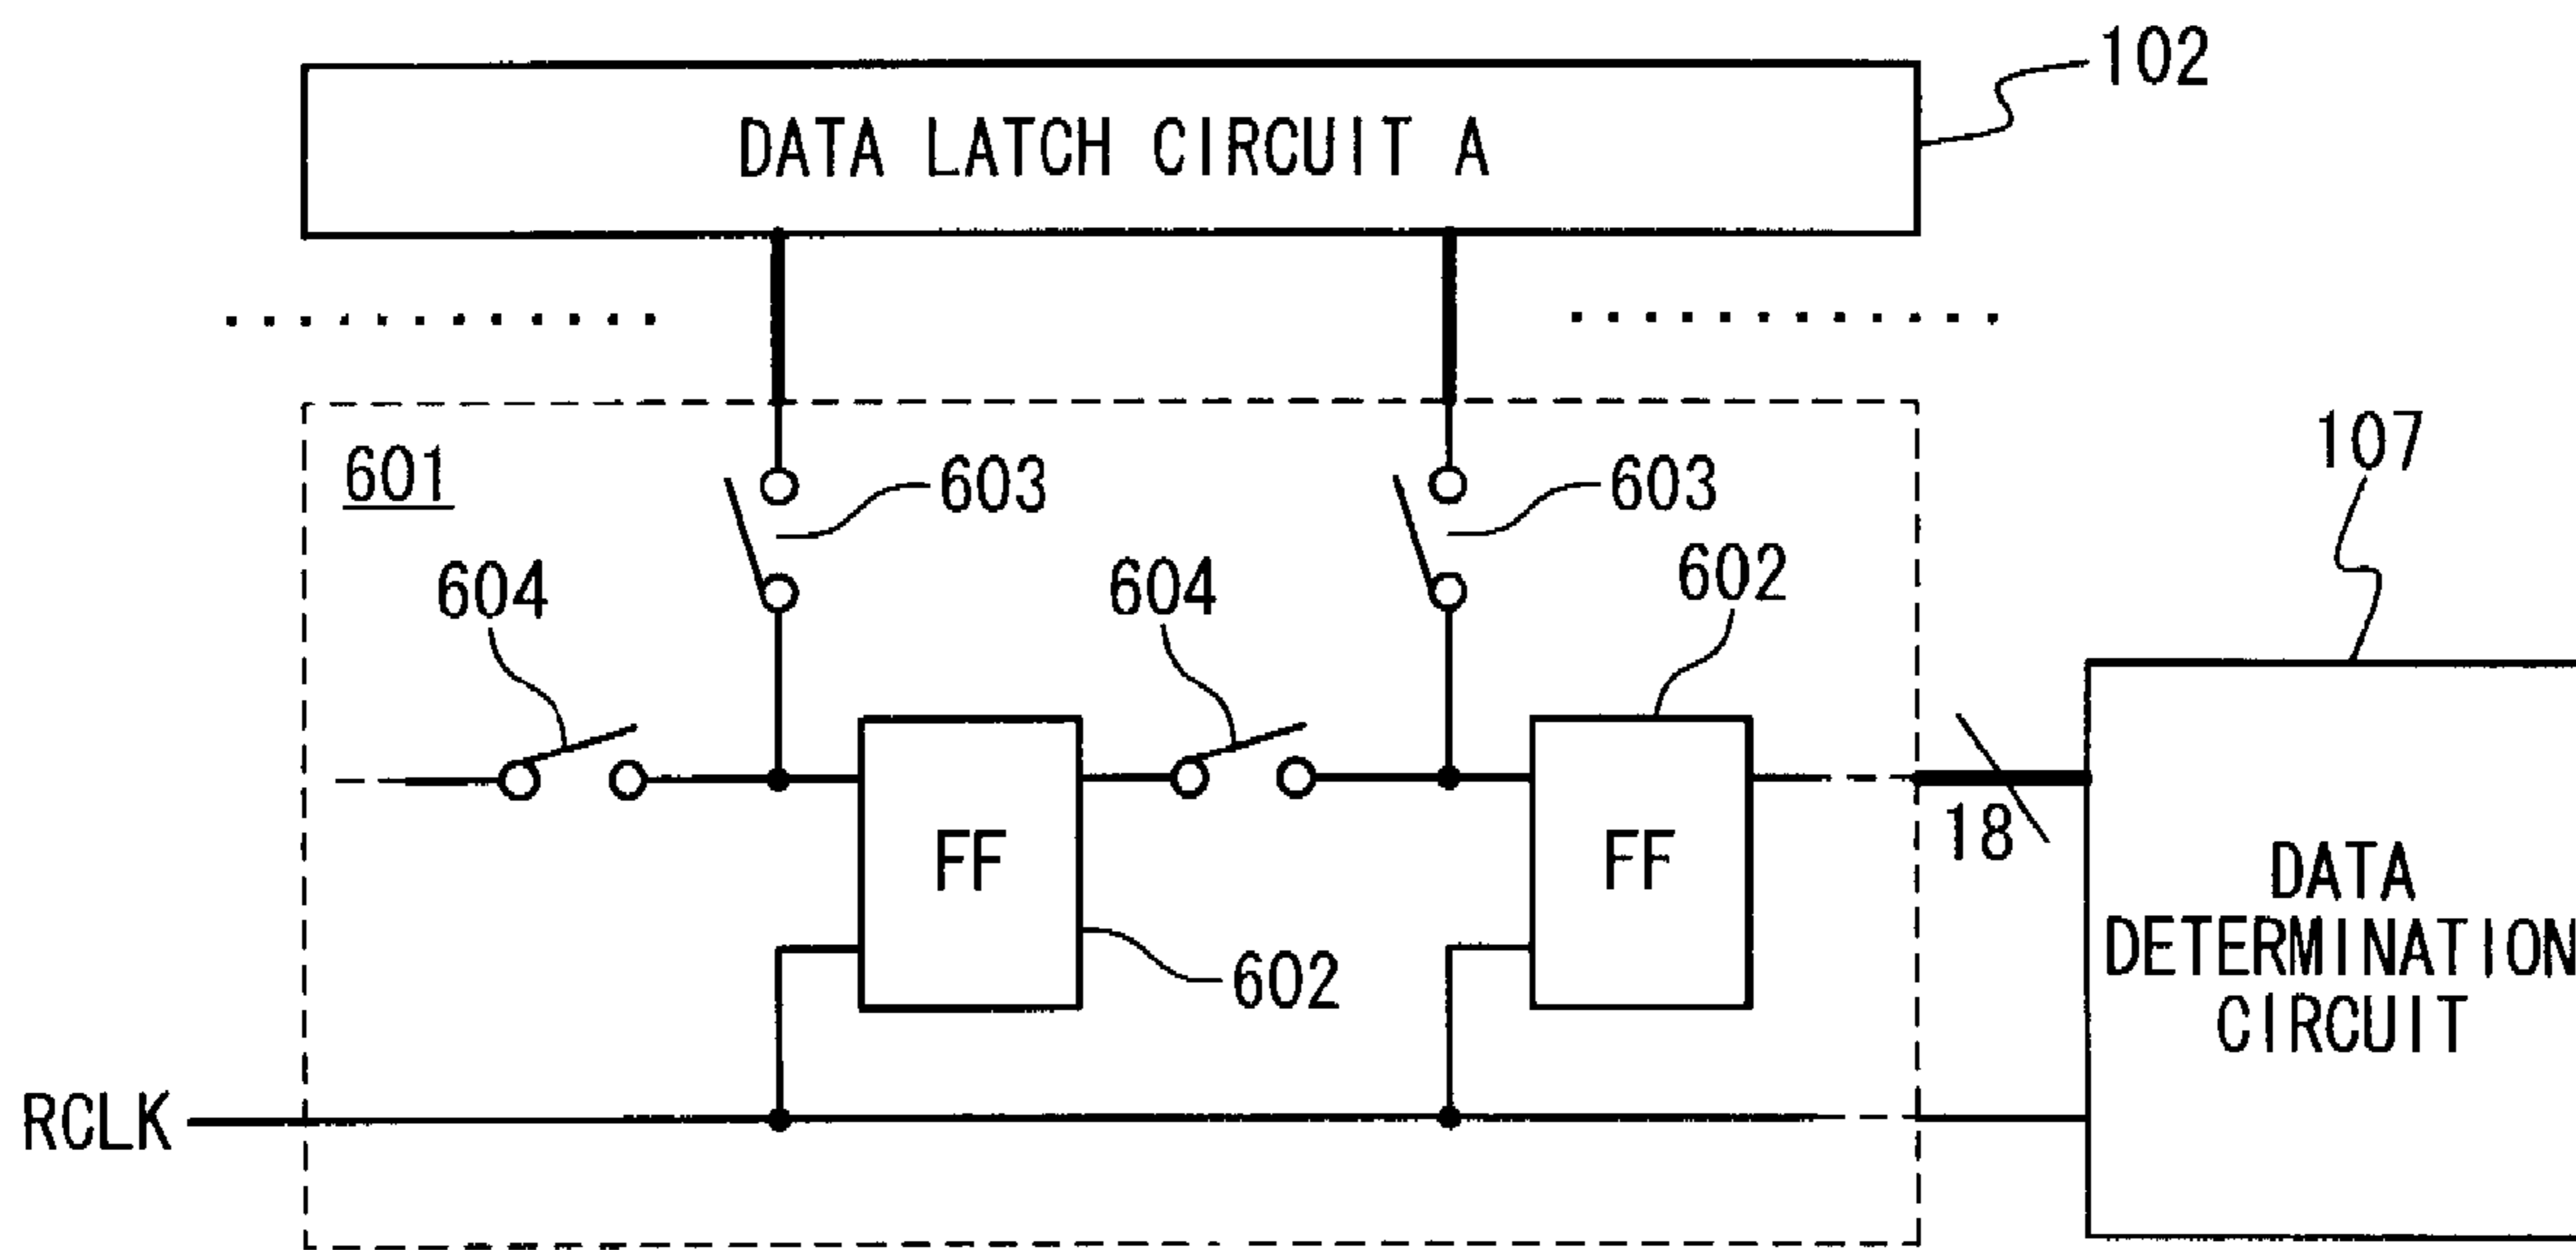 102
DATA LATCH CIRCUIT A
107
601
603
603
604
604
602
18
FF
FF
DATA
DETERMINATION
CIRCUIT
602
RCLK